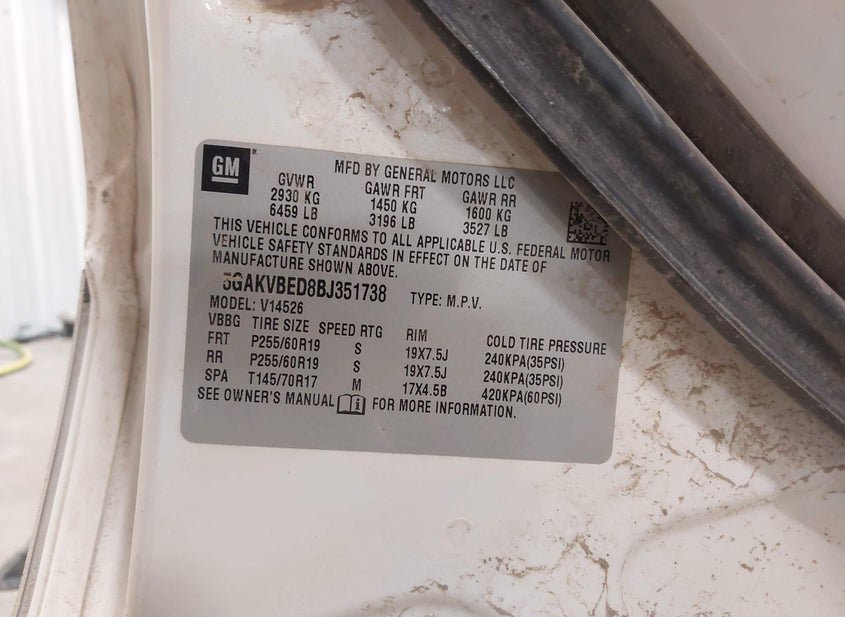 GM ®
MFD BY GENERAL MOTORS LLC
GVWR GAWR FRT GAWR RR
2930 KG 1450 KG 1600 KG
6459 LB 3196 LB 3527 LB
THIS VEHICLE CONFORMS TO ALL APPLICABLE U.S. FEDERAL MOTOR
VEHICLE SAFETY STANDARDS IN EFFECT ON THE DATE OF
MANUFACTURE SHOWN ABOVE.
5GAKVBED8BJ351738 TYPE: M.P.V.
MODEL: V14526
VBBG TIRE SIZE SPEED RTG RIM COLD TIRE PRESSURE
FRT P255/60R19 S 19X7.5J 240KPA(35PSI)
RR P255/60R19 S 19X7.5J 240KPA(35PSI)
SPA T145/70R17 M 17X4.5B 420KPA(60PSI)
SEE OWNER'S MANUAL i FOR MORE INFORMATION.